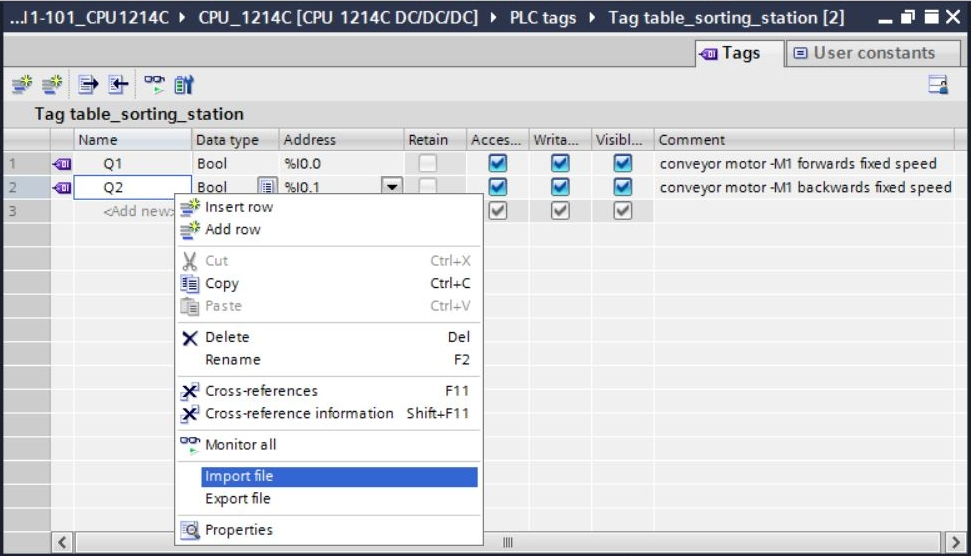 ...I1-101_CPU1214C ▸ CPU_1214C [CPU 1214C DC/DC/DC] ▸ PLC tags ▸ Tag table_sorting_station [2]
Tags User constants
Tag table_sorting_station
Name Data type Address Retain Acces... Writa... Visibl... Comment
1 Q1 Bool %I0.0 conveyor motor -M1 forwards fixed speed
2 Q2 Bool %I0.1 conveyor motor -M1 backwards fixed speed
3 <Add new>
Insert row
Add row
Cut Ctrl+X
Copy Ctrl+C
Paste Ctrl+V
Delete Del
Rename F2
Cross-references F11
Cross-reference information Shift+F11
Monitor all
Import file
Export file
Properties